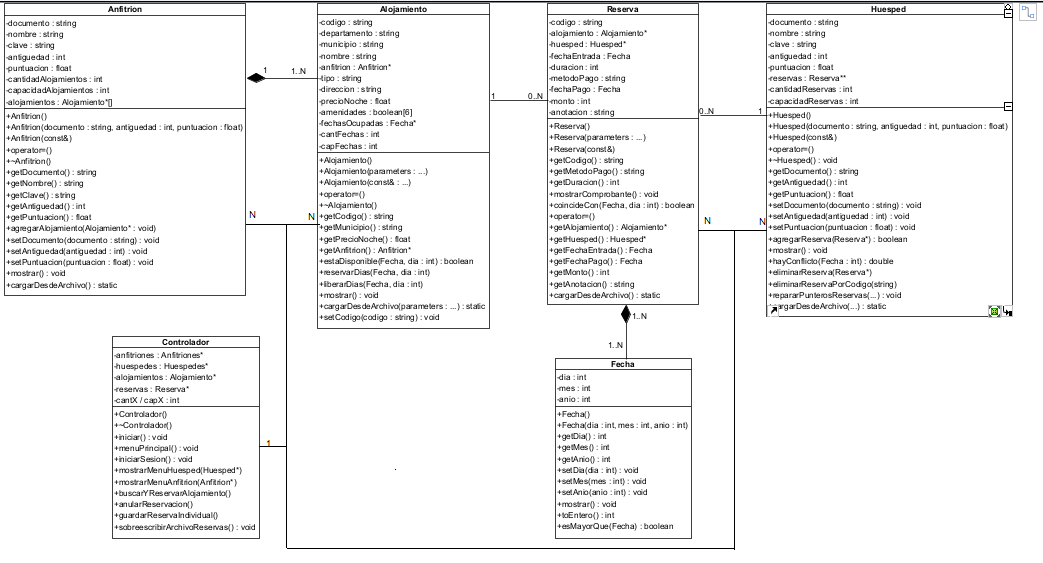 Anfitrion
-documento : string
-nombre : string
-clave : string
-antiguedad : int
-puntuacion : float
-cantidadAlojamientos : int
-capacidadAlojamientos : int
-alojamientos : Alojamiento*[]
+Anfitrion()
+Anfitrion(documento : string, antiguedad : int, puntuacion : float)
+Anfitrion(const&)
+operator=()
+~Anfitrion()
+getDocumento() : string
+getNombre() : string
+getClave() : string
+getAntiguedad() : int
+getPuntuacion() : float
+agregarAlojamiento(Alojamiento* : void)
+setDocumento(documento : string) : void
+setAntiguedad(antiguedad : int) : void
+setPuntuacion(puntuacion : float) : void
+mostrar() : void
+cargarDesdeArchivo() : static
1
1..N
N
N
Alojamiento
-codigo : string
-departamento : string
-municipio : string
-nombre : string
-anfitrion : Anfitrion*
-tipo : string
-direccion : string
-precioNoche : float
-amenidades : boolean[6]
-fechasOcupadas : Fecha*
-cantFechas : int
-capFechas : int
+Alojamiento()
+Alojamiento(parameters : ...)
+Alojamiento(const& : ...)
+operator=()
+~Alojamiento()
+getCodigo() : string
+getMunicipio() : string
+getPrecioNoche() : float
+getAnfitrion() : Anfitrion*
+estaDisponible(Fecha, dia : int) : boolean
+reservarDias(Fecha, dia : int)
+liberarDias(Fecha, dia : int)
+mostrar() : void
+cargarDesdeArchivo(parameters : ...) : static
+setCodigo(codigo : string) : void
1
0..N
Reserva
-codigo : string
-alojamiento : Alojamiento*
-huesped : Huesped*
-fechaEntrada : Fecha
-duracion : int
-metodoPago : string
-fechaPago : Fecha
-monto : int
-anotacion : string
+Reserva()
+Reserva(parameters : ...)
+Reserva(const&)
+getCodigo() : string
+getMetodoPago() : string
+getDuracion() : int
+mostrarComprobante() : void
+coincideCon(Fecha, dia : int) : boolean
+operator=()
+getAlojamiento() : Alojamiento*
+getHuesped() : Huesped*
+getFechaEntrada() : Fecha
+getFechaPago() : Fecha
+getMonto() : int
+getAnotacion() : string
+cargarDesdeArchivo() : static
0..N
1
N
N
Huesped
-documento : string
-nombre : string
-clave : string
-antiguedad : int
-puntuacion : float
-reservas : Reserva**
-cantidadReservas : int
-capacidadReservas : int
+Huesped()
+Huesped(documento : string, antiguedad : int, puntuacion : float)
+Huesped(const&)
+operator=()
+~Huesped() : void
+getDocumento() : string
+getAntiguedad() : int
+getPuntuacion() : float
+setDocumento(documento : string) : void
+setAntiguedad(antiguedad : int) : void
+setPuntuacion(puntuacion : float) : void
+agregarReserva(Reserva*) : boolean
+mostrar() : void
+hayConflicto(Fecha : int) : double
+eliminarReserva(Reserva*)
+eliminarReservaPorCodigo(string)
+repararPunterosReservas(...) : void
cargarDesdeArchivo(...) : static
1..N
1..N
Controlador
-anfitriones : Anfitriones*
-huespedes : Huespedes*
-alojamientos : Alojamiento*
-reservas : Reserva*
-cantX / capX : int
+Controlador()
+~Controlador()
+iniciar() : void
+menuPrincipal() : void
+iniciarSesion() : void
+mostrarMenuHuesped(Huesped*)
+mostrarMenuAnfitrion(Anfitrion*)
+buscarYReservarAlojamiento()
+anularReservacion()
+guardarReservaIndividual()
+sobreescribirArchivoReservas() : void
1
Fecha
-dia : int
-mes : int
-anio : int
+Fecha()
+Fecha(dia : int, mes : int, anio : int)
+getDia() : int
+getMes() : int
+getAnio() : int
+setDia(dia : int) : void
+setMes(mes : int) : void
+setAnio(anio : int) : void
+mostrar() : void
+toEntero() : int
+esMayorQue(Fecha) : boolean